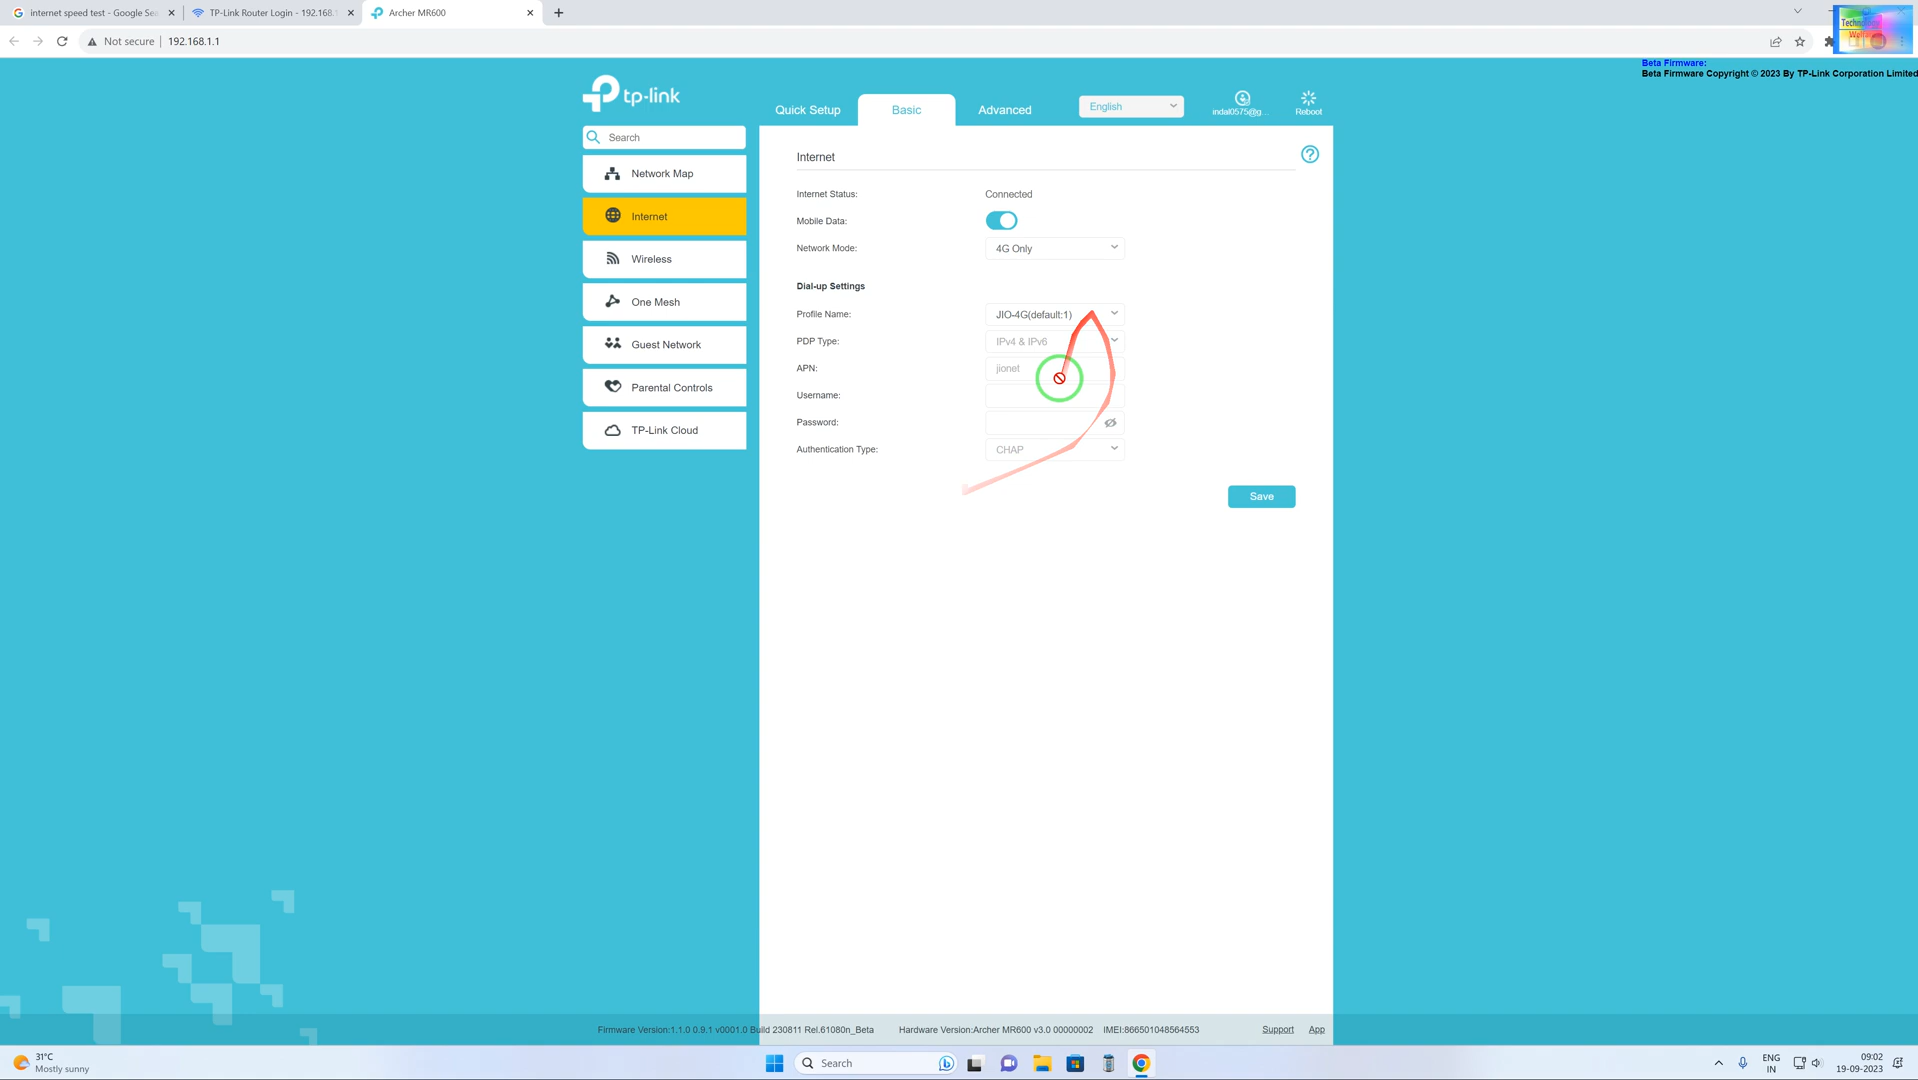 internet speed test - Google Sea
TP-Link Router Login - 192.168.1
Archer MR600
Not secure
192.168.1.1
Technology
Beta Firmware:
Beta Firmware Copyright © 2023 By TP-Link Corporation Limited
tp-link
Quick Setup
Basic
Advanced
English
indal0575@g...
Reboot
Search
Network Map
Internet
Wireless
One Mesh
Guest Network
Parental Controls
TP-Link Cloud
Internet
Internet Status: Connected
Mobile Data:
Network Mode: 4G Only
Dial-up Settings
Profile Name: JIO-4G(default:1)
PDP Type: IPv4 & IPv6
APN: jionet
Username:
Password:
Authentication Type: CHAP
Save
Firmware Version:1.1.0 0.9.1 v0001.0 Build 230811 Rel.61080n_Beta
Hardware Version:Archer MR600 v3.0 00000002
IMEI:866501048564553
Support
App
31°C
Mostly sunny
Search
ENG
IN
09:02
19-09-2023